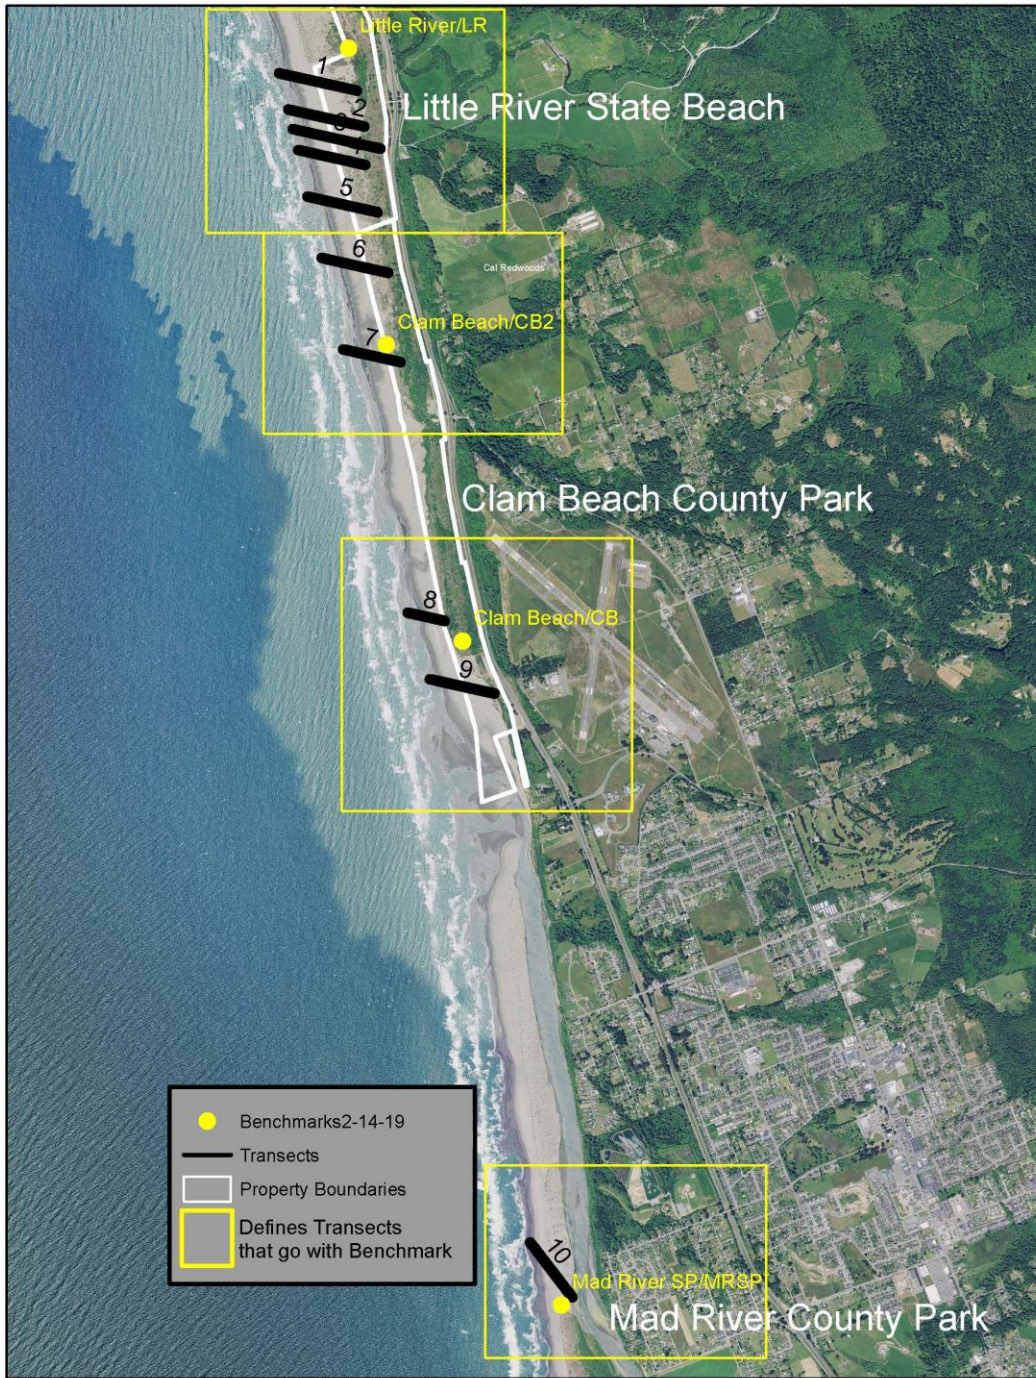 Little River/LR
1
2
Little River State Beach
3
4
5
6
Cal Redwoods
Clam Beach/CB2
7
Clam Beach County Park
8
Clam Beach/CB
9
Benchmarks2-14-19
Transects
Property Boundaries
Defines Transects
that go with Benchmark
10
Mad River SP/MRSP
Mad River County Park